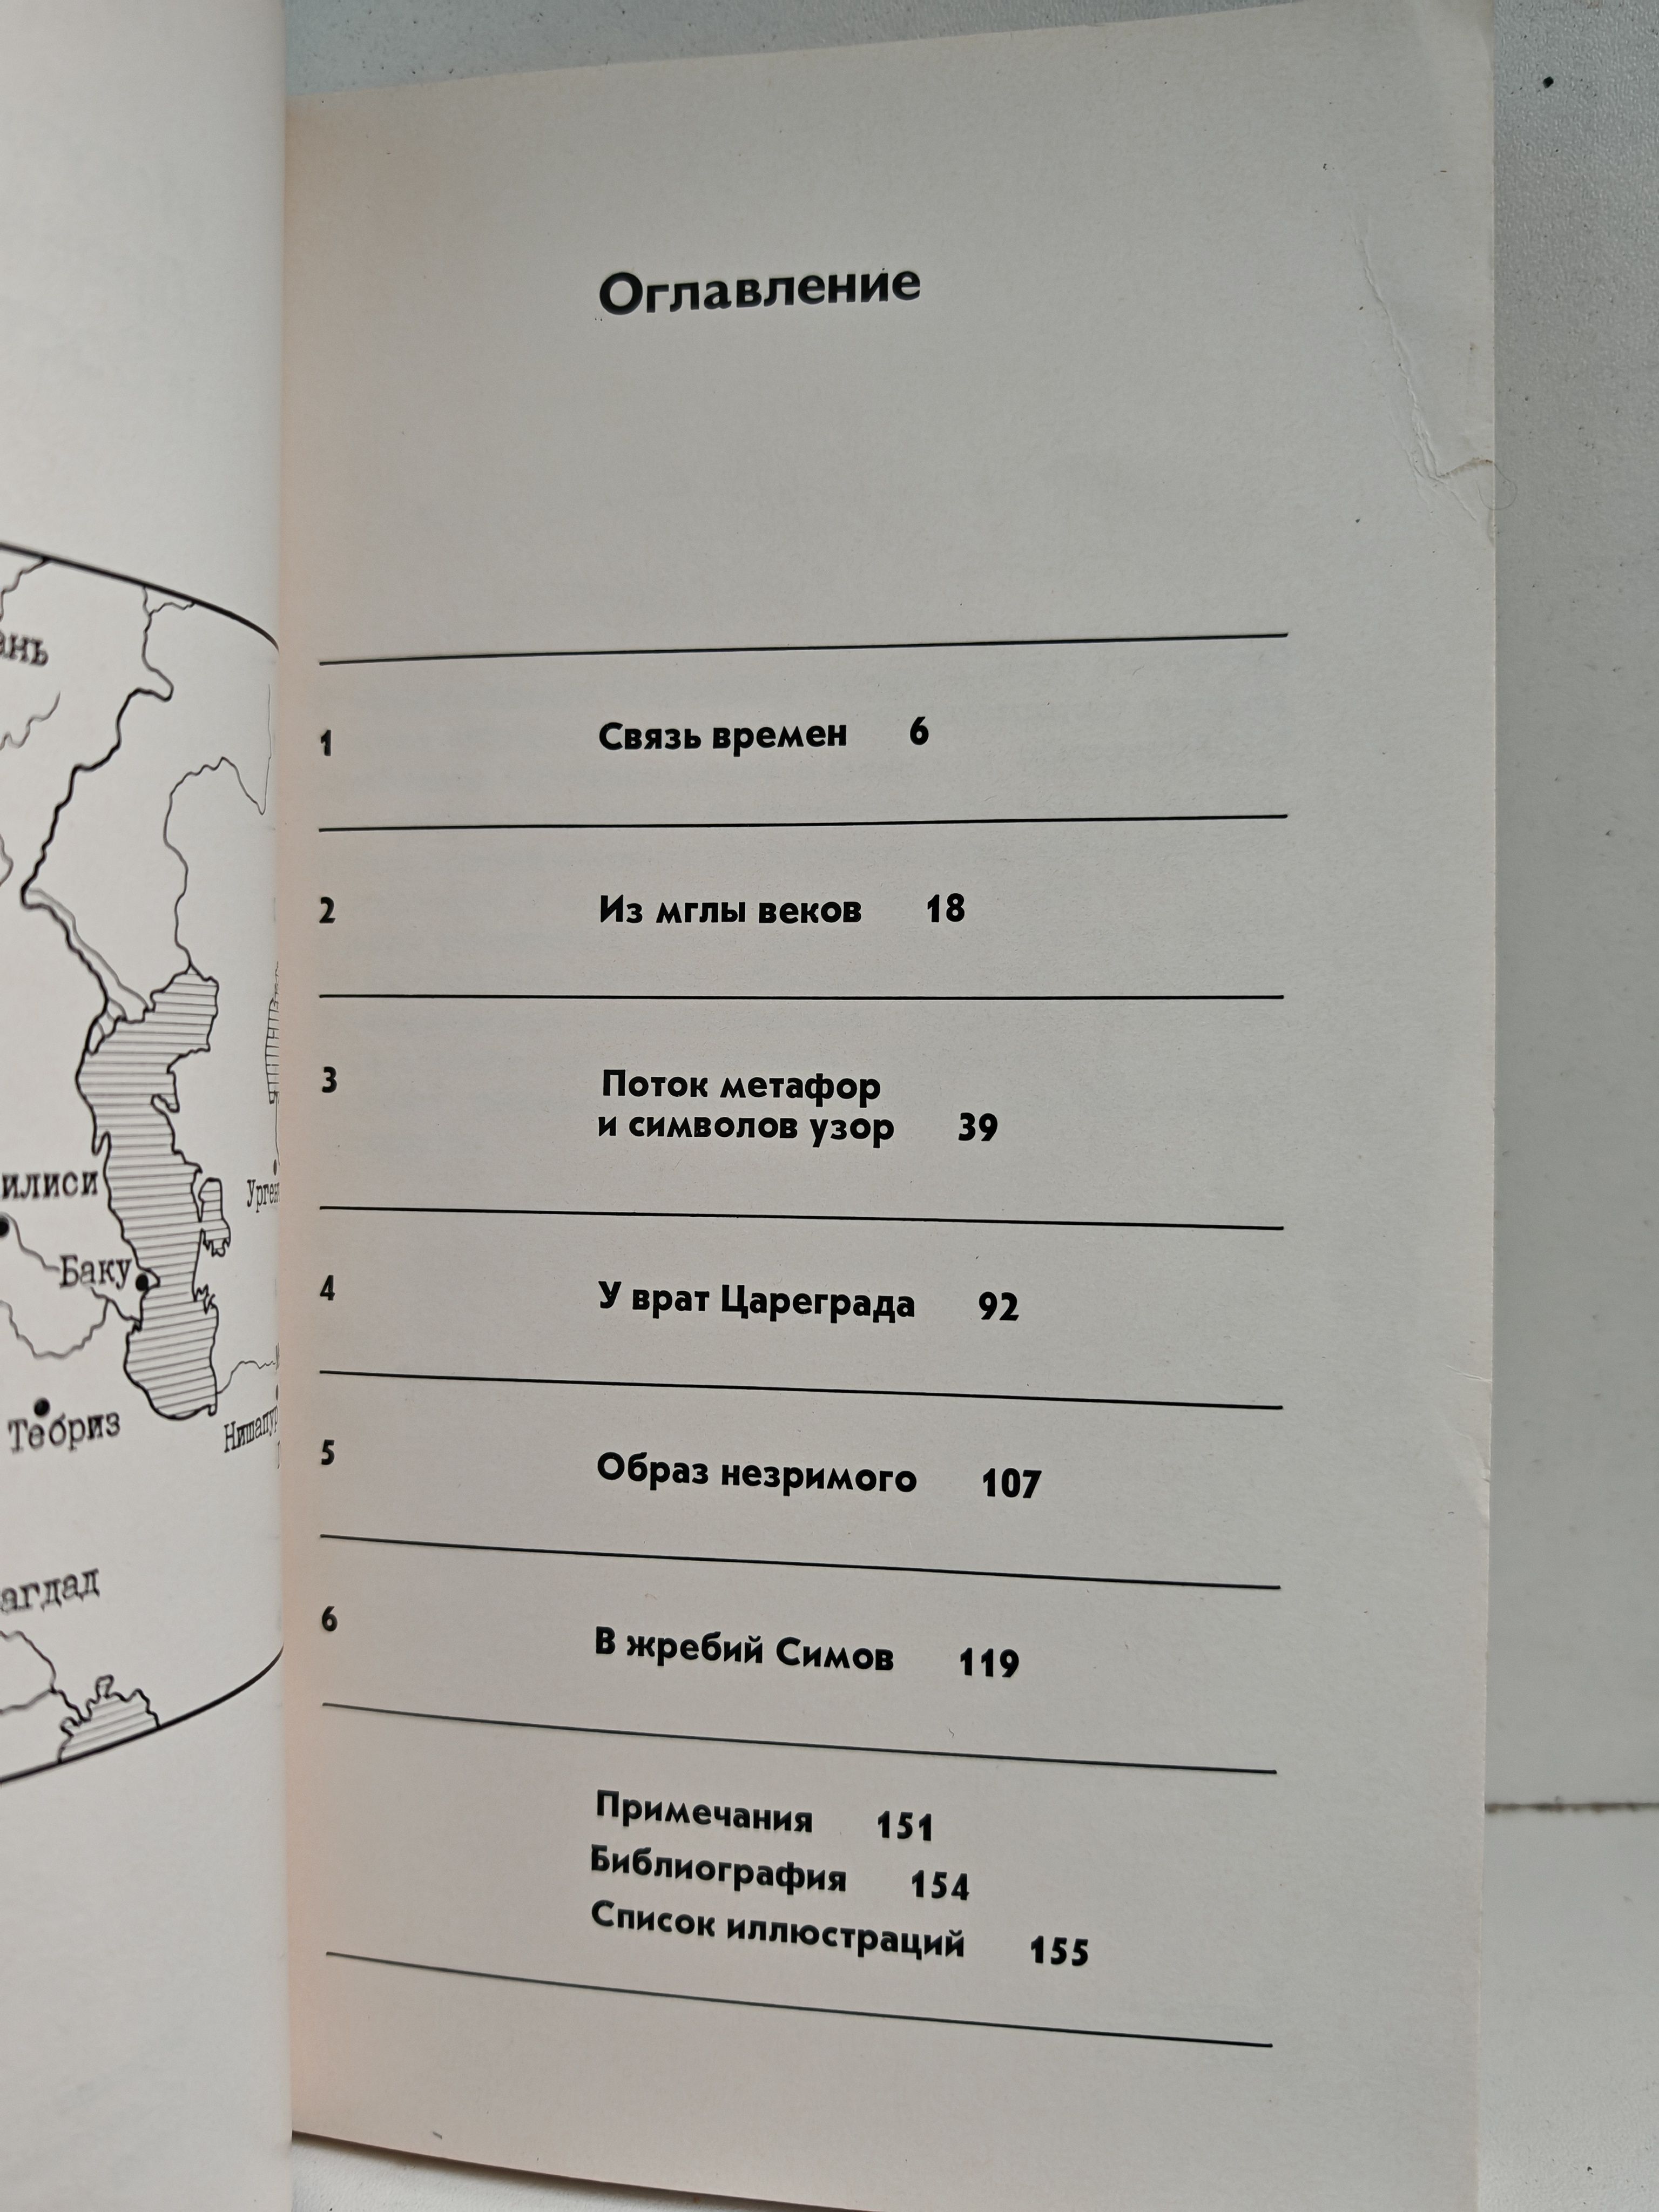 Баку
Тебриз
Оглавление
1 Связь времен 6
2 Из мглы веков 18
3 Поток метафор
и символов узор 39
4 У врат Цареграда 92
5 Образ незримого 107
6 В жребий Симов 119
Примечания 151
Библиография 154
Список иллюстраций 155